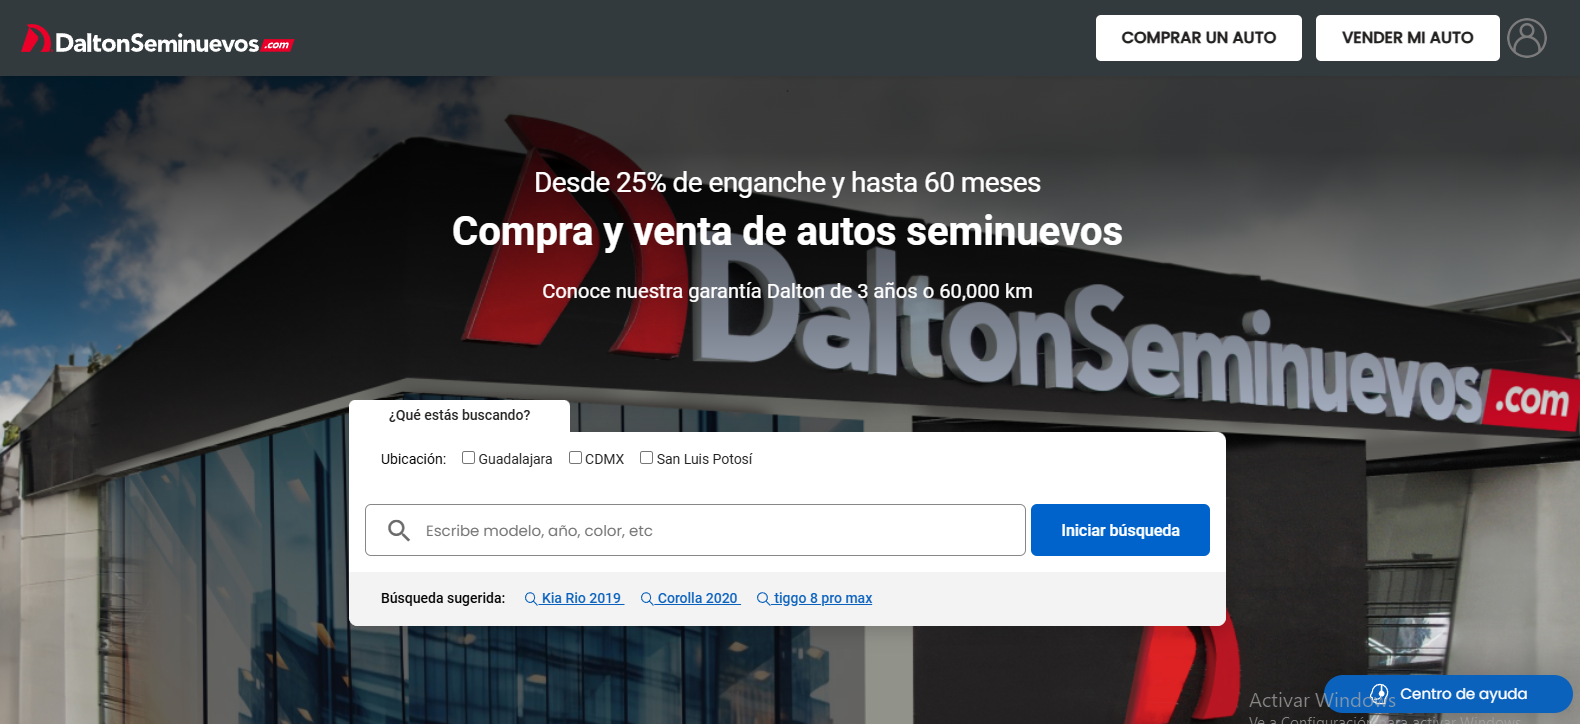 DaltonSeminuevos.com
COMPRAR UN AUTO
VENDER MI AUTO
Desde 25% de enganche y hasta 60 meses
Compra y venta de autos seminuevos
Conoce nuestra garantía Dalton de 3 años o 60,000 km
DaltonSeminuevos.com
¿Qué estás buscando?
Ubicación: Guadalajara CDMX San Luis Potosí
Escribe modelo, año, color, etc
Iniciar búsqueda
Búsqueda sugerida: Kia Rio 2019 Corolla 2020 tiggo 8 pro max
Activar Windows
Centro de ayuda
Ve a Configuración para activar Windows.